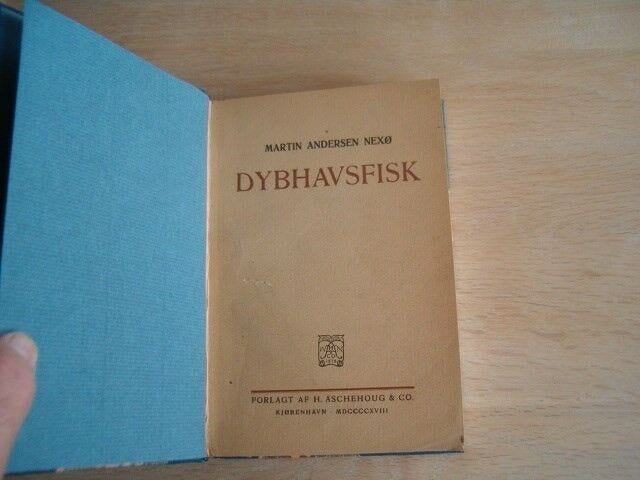 MARTIN ANDERSEN NEXØ
DYBHAVSFISK
FORLAGT AF H. ASCHEHOUG & CO.
KJØBENHAVN · MDCCCCXVIII